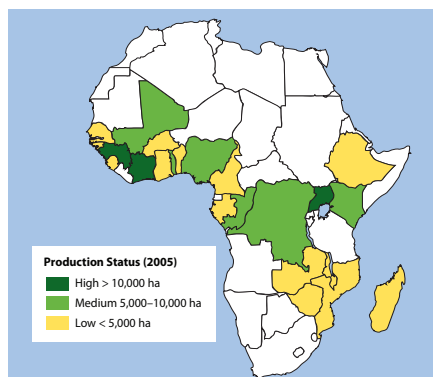 Production Status (2005)
High > 10,000 ha
Medium 5,000–10,000 ha
Low < 5,000 ha